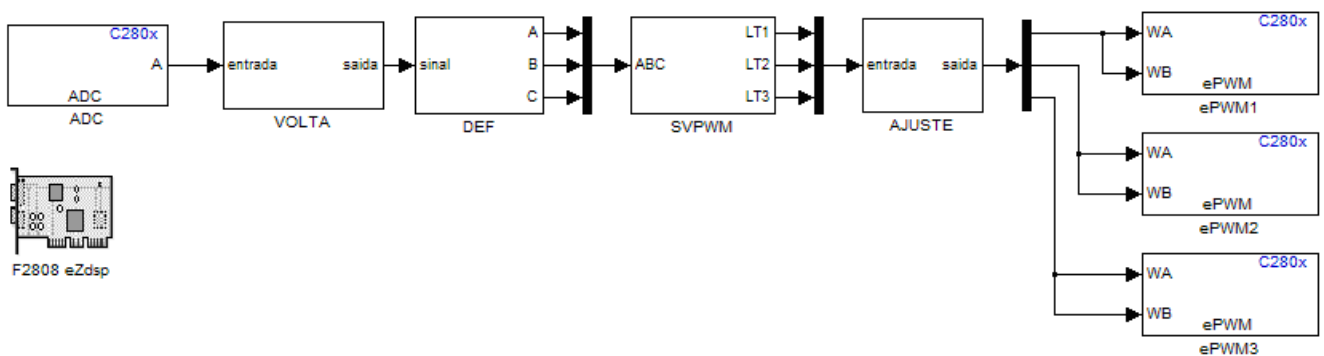 C280x
A
ADC
ADC
entrada
saida
VOLTA
sinal
A
B
C
DEF
ABC
LT1
LT2
LT3
SVPWM
entrada
saida
AJUSTE
C280x
WA
WB
ePWM
ePWM1
C280x
WA
WB
ePWM
ePWM2
C280x
WA
WB
ePWM
ePWM3
F2808 eZdsp